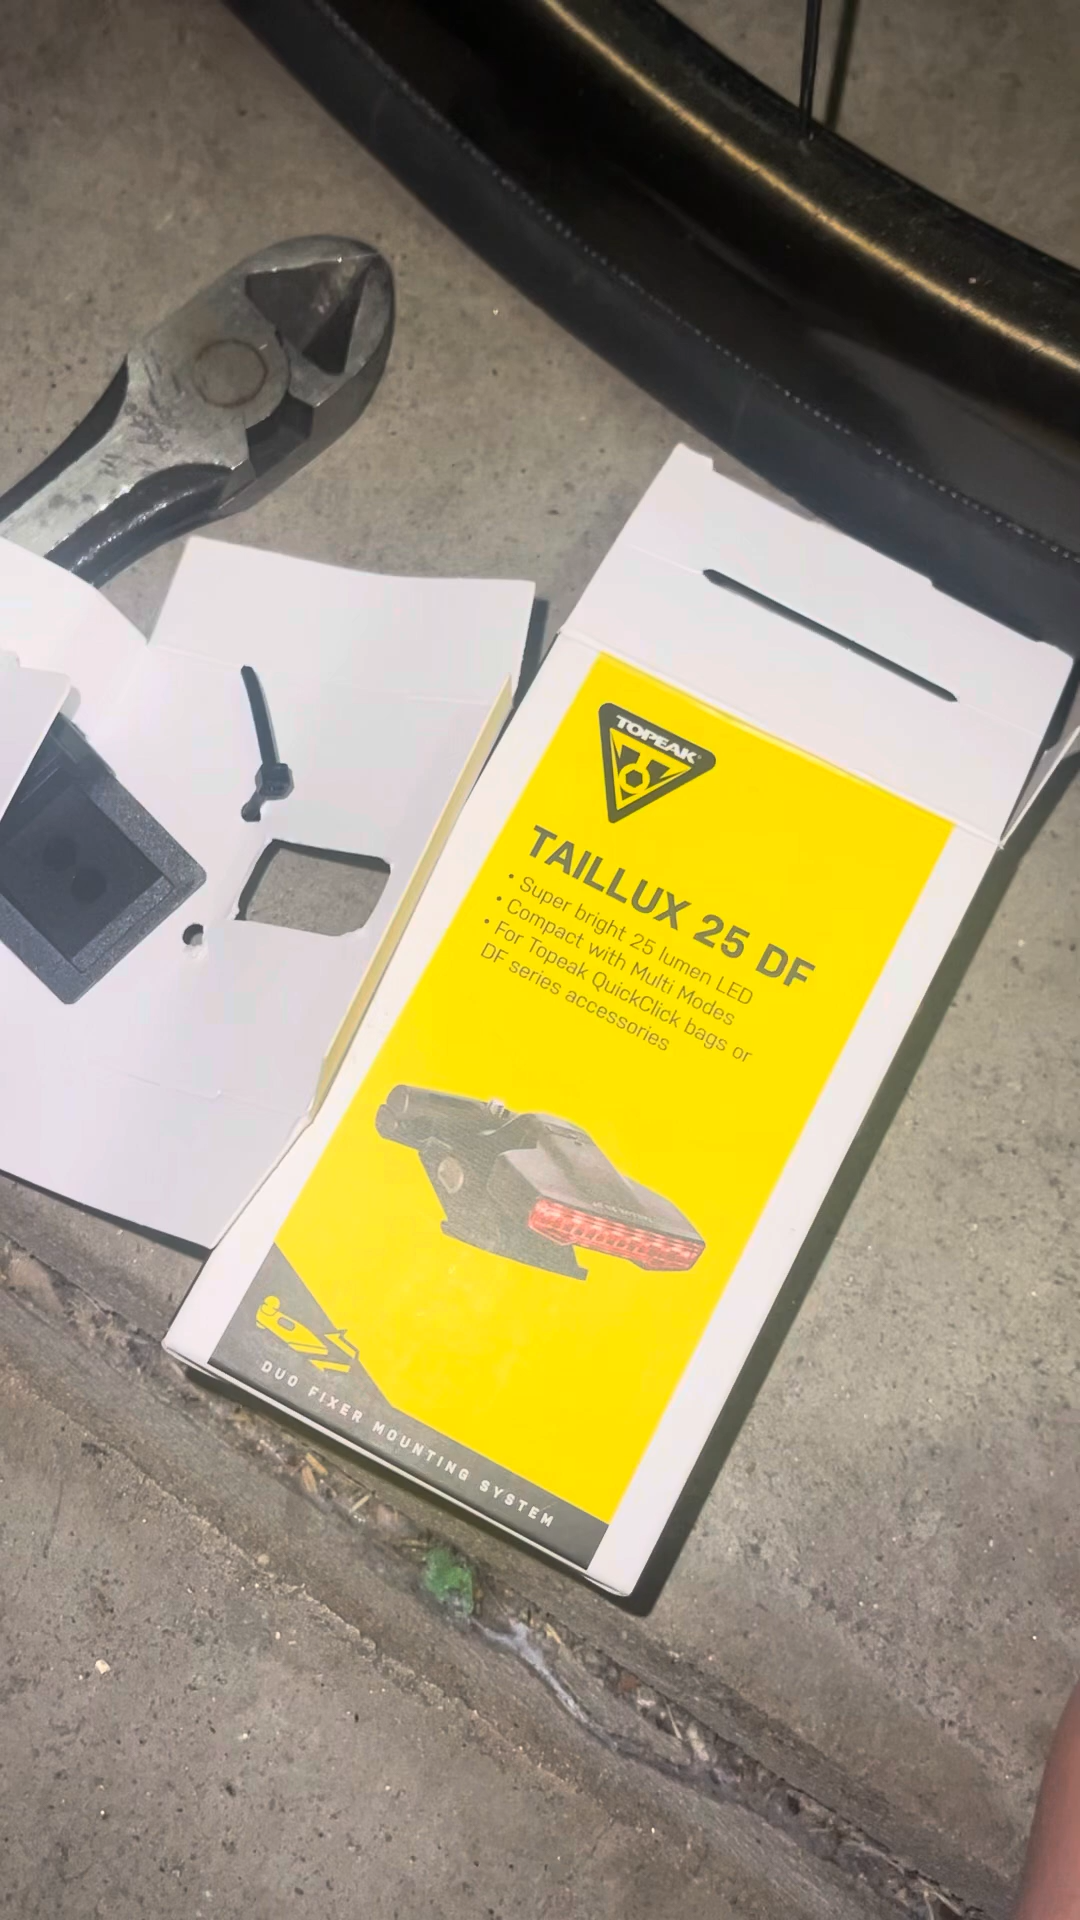 TOPEAK
TAILLUX 25 DF
• Super bright 25 lumen LED
• Compact with Multi Modes
• For Topeak QuickClick bags or
DF series accessories
DUO FIXER MOUNTING SYSTEM